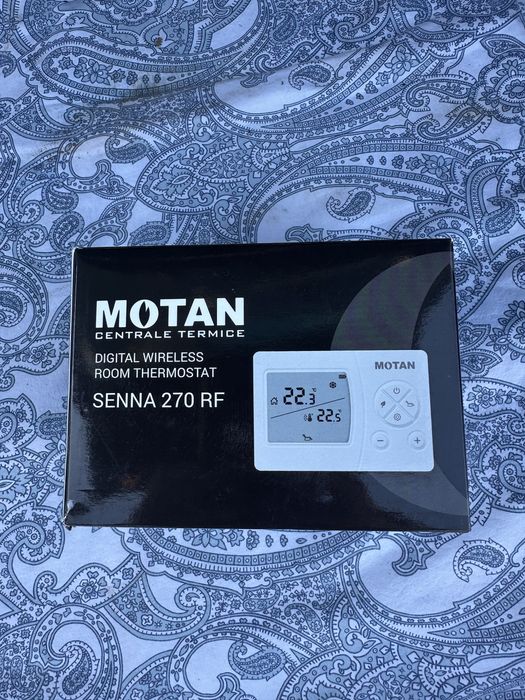 MOTAN
CENTRALE TERMICE
DIGITAL WIRELESS
ROOM THERMOSTAT
SENNA 270 RF
MOTAN
22.3 °C
22.5 °C